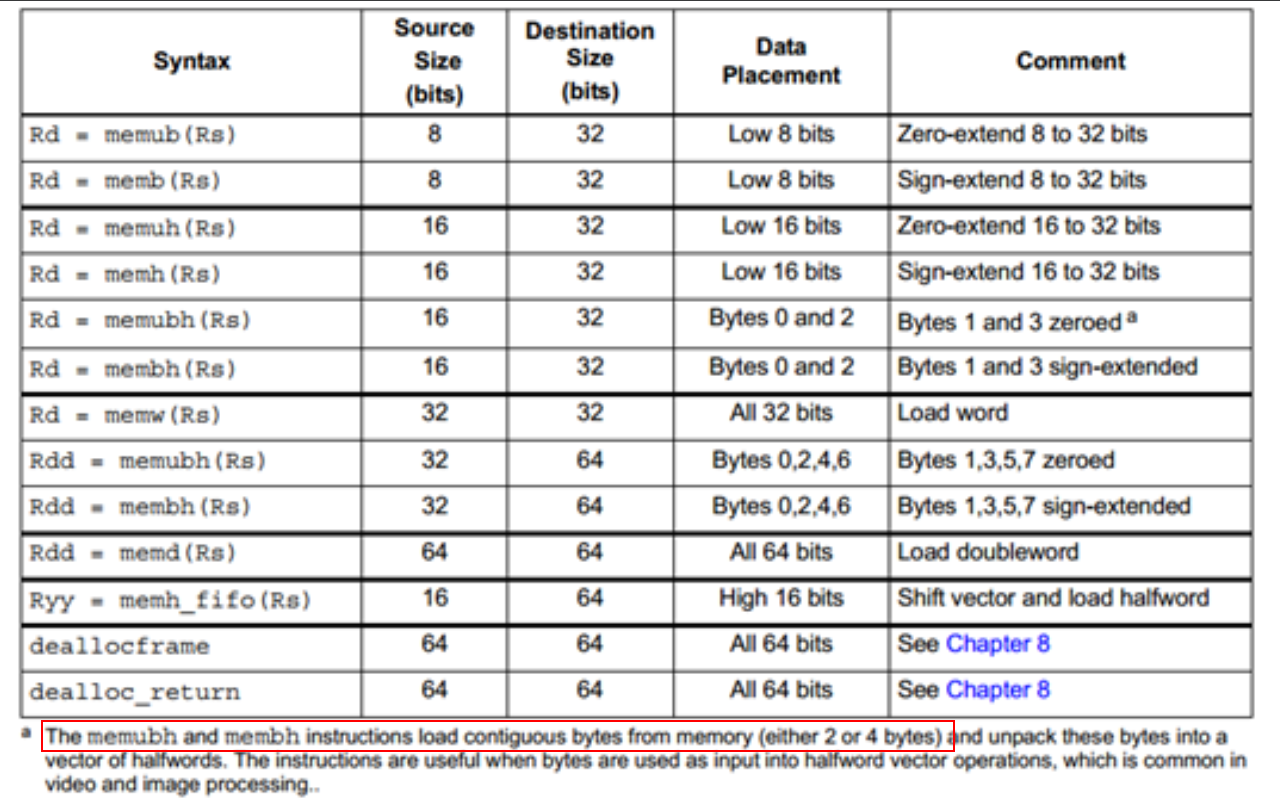 Syntax Source Size (bits) Destination Size (bits) Data Placement Comment
Rd = memub(Rs) 8 32 Low 8 bits Zero-extend 8 to 32 bits
Rd = memb(Rs) 8 32 Low 8 bits Sign-extend 8 to 32 bits
Rd = memuh(Rs) 16 32 Low 16 bits Zero-extend 16 to 32 bits
Rd = memh(Rs) 16 32 Low 16 bits Sign-extend 16 to 32 bits
Rd = memubh(Rs) 16 32 Bytes 0 and 2 Bytes 1 and 3 zeroed a
Rd = membh(Rs) 16 32 Bytes 0 and 2 Bytes 1 and 3 sign-extended
Rd = memw(Rs) 32 32 All 32 bits Load word
Rdd = memubh(Rs) 32 64 Bytes 0,2,4,6 Bytes 1,3,5,7 zeroed
Rdd = membh(Rs) 32 64 Bytes 0,2,4,6 Bytes 1,3,5,7 sign-extended
Rdd = memd(Rs) 64 64 All 64 bits Load doubleword
Ryy = memh_fifo(Rs) 16 64 High 16 bits Shift vector and load halfword
deallocframe 64 64 All 64 bits See Chapter 8
dealloc_return 64 64 All 64 bits See Chapter 8
a The memubh and membh instructions load contiguous bytes from memory (either 2 or 4 bytes) and unpack these bytes into a
vector of halfwords. The instructions are useful when bytes are used as input into halfword vector operations, which is common in
video and image processing..